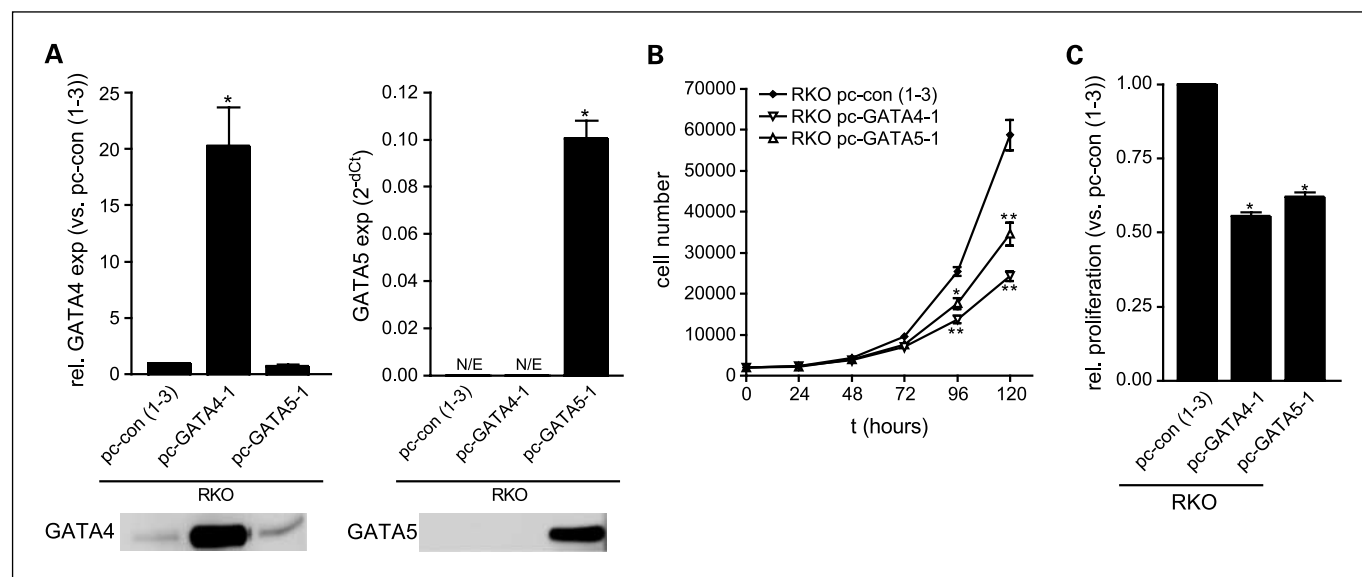 A
rel. GATA4 exp (vs. pc-con (1-3))
25
20
15
10
5
0
*
pc-con (1-3)
pc-GATA4-1
pc-GATA5-1
RKO
GATA4
GATA5 exp (2-dCt)
0.12
0.10
0.08
0.06
0.04
0.02
0.00
N/E
N/E
*
pc-con (1-3)
pc-GATA4-1
pc-GATA5-1
RKO
GATA5
B
cell number
80000
70000
60000
50000
40000
30000
20000
10000
0
RKO pc-con (1-3)
RKO pc-GATA4-1
RKO pc-GATA5-1
**
*
**
**
0 24 48 72 96 120
t (hours)
C
rel. proliferation (vs. pc-con (1-3))
1.00
0.75
0.50
0.25
0.00
*
*
pc-con (1-3)
pc-GATA4-1
pc-GATA5-1
RKO